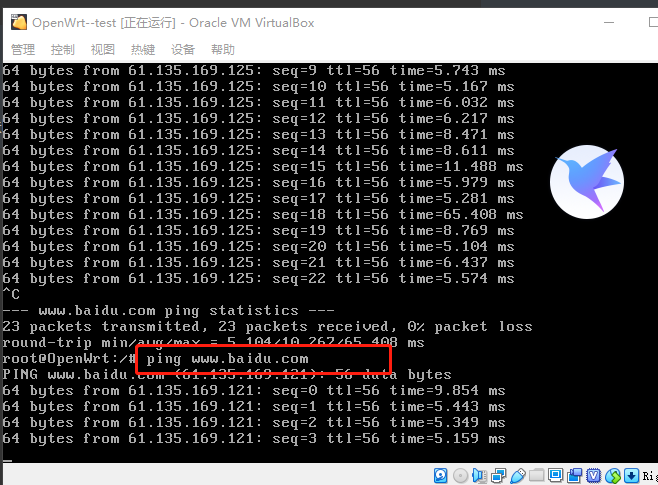 OpenWrt--test [正在运行] - Oracle VM VirtualBox
管理 控制 视图 热键 设备 帮助
64 bytes from 61.135.169.125: seq=9 ttl=56 time=5.743 ms
64 bytes from 61.135.169.125: seq=10 ttl=56 time=5.167 ms
64 bytes from 61.135.169.125: seq=11 ttl=56 time=6.032 ms
64 bytes from 61.135.169.125: seq=12 ttl=56 time=6.217 ms
64 bytes from 61.135.169.125: seq=13 ttl=56 time=8.471 ms
64 bytes from 61.135.169.125: seq=14 ttl=56 time=8.611 ms
64 bytes from 61.135.169.125: seq=15 ttl=56 time=11.488 ms
64 bytes from 61.135.169.125: seq=16 ttl=56 time=5.979 ms
64 bytes from 61.135.169.125: seq=17 ttl=56 time=5.281 ms
64 bytes from 61.135.169.125: seq=18 ttl=56 time=65.408 ms
64 bytes from 61.135.169.125: seq=19 ttl=56 time=8.769 ms
64 bytes from 61.135.169.125: seq=20 ttl=56 time=5.104 ms
64 bytes from 61.135.169.125: seq=21 ttl=56 time=6.437 ms
64 bytes from 61.135.169.125: seq=22 ttl=56 time=5.574 ms
^C
--- www.baidu.com ping statistics ---
23 packets transmitted, 23 packets received, 0% packet loss
round-trip min/avg/max = 5.104/10.267/65.408 ms
root@OpenWrt:/# ping www.baidu.com
PING www.baidu.com (61.135.169.121): 56 data bytes
64 bytes from 61.135.169.121: seq=0 ttl=56 time=9.854 ms
64 bytes from 61.135.169.121: seq=1 ttl=56 time=5.443 ms
64 bytes from 61.135.169.121: seq=2 ttl=56 time=5.349 ms
64 bytes from 61.135.169.121: seq=3 ttl=56 time=5.159 ms
Rig